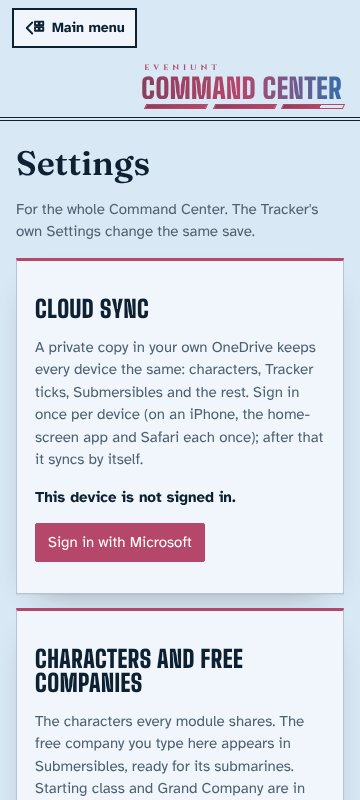 Main menu
EVENIUNT
COMMAND CENTER
Settings
For the whole Command Center. The Tracker's
own Settings change the same save.
CLOUD SYNC
A private copy in your own OneDrive keeps
every device the same: characters, Tracker
ticks, Submersibles and the rest. Sign in
once per device (on an iPhone, the home-
screen app and Safari each once); after that
it syncs by itself.
This device is not signed in.
Sign in with Microsoft
CHARACTERS AND FREE
COMPANIES
The characters every module shares. The
free company you type here appears in
Submersibles, ready for its submarines.
Starting class and Grand Company are in